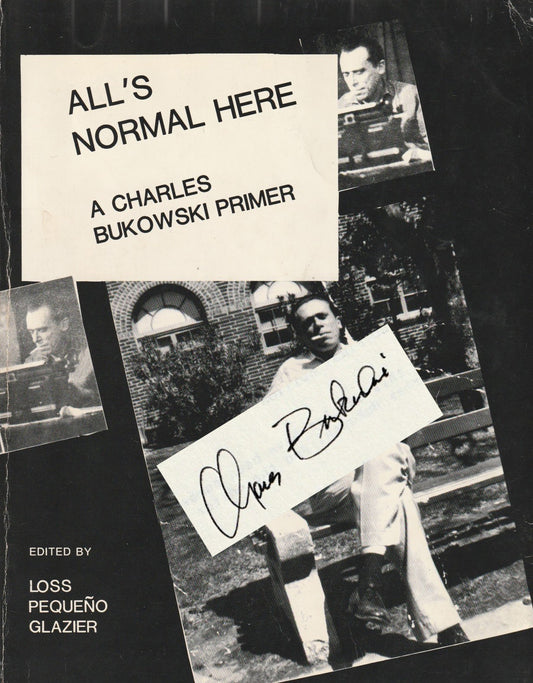 ALL'S
NORMAL HERE
A CHARLES
BUKOWSKI PRIMER
Charles Bukowski
EDITED BY
LOSS
PEQUEÑO
GLAZIER